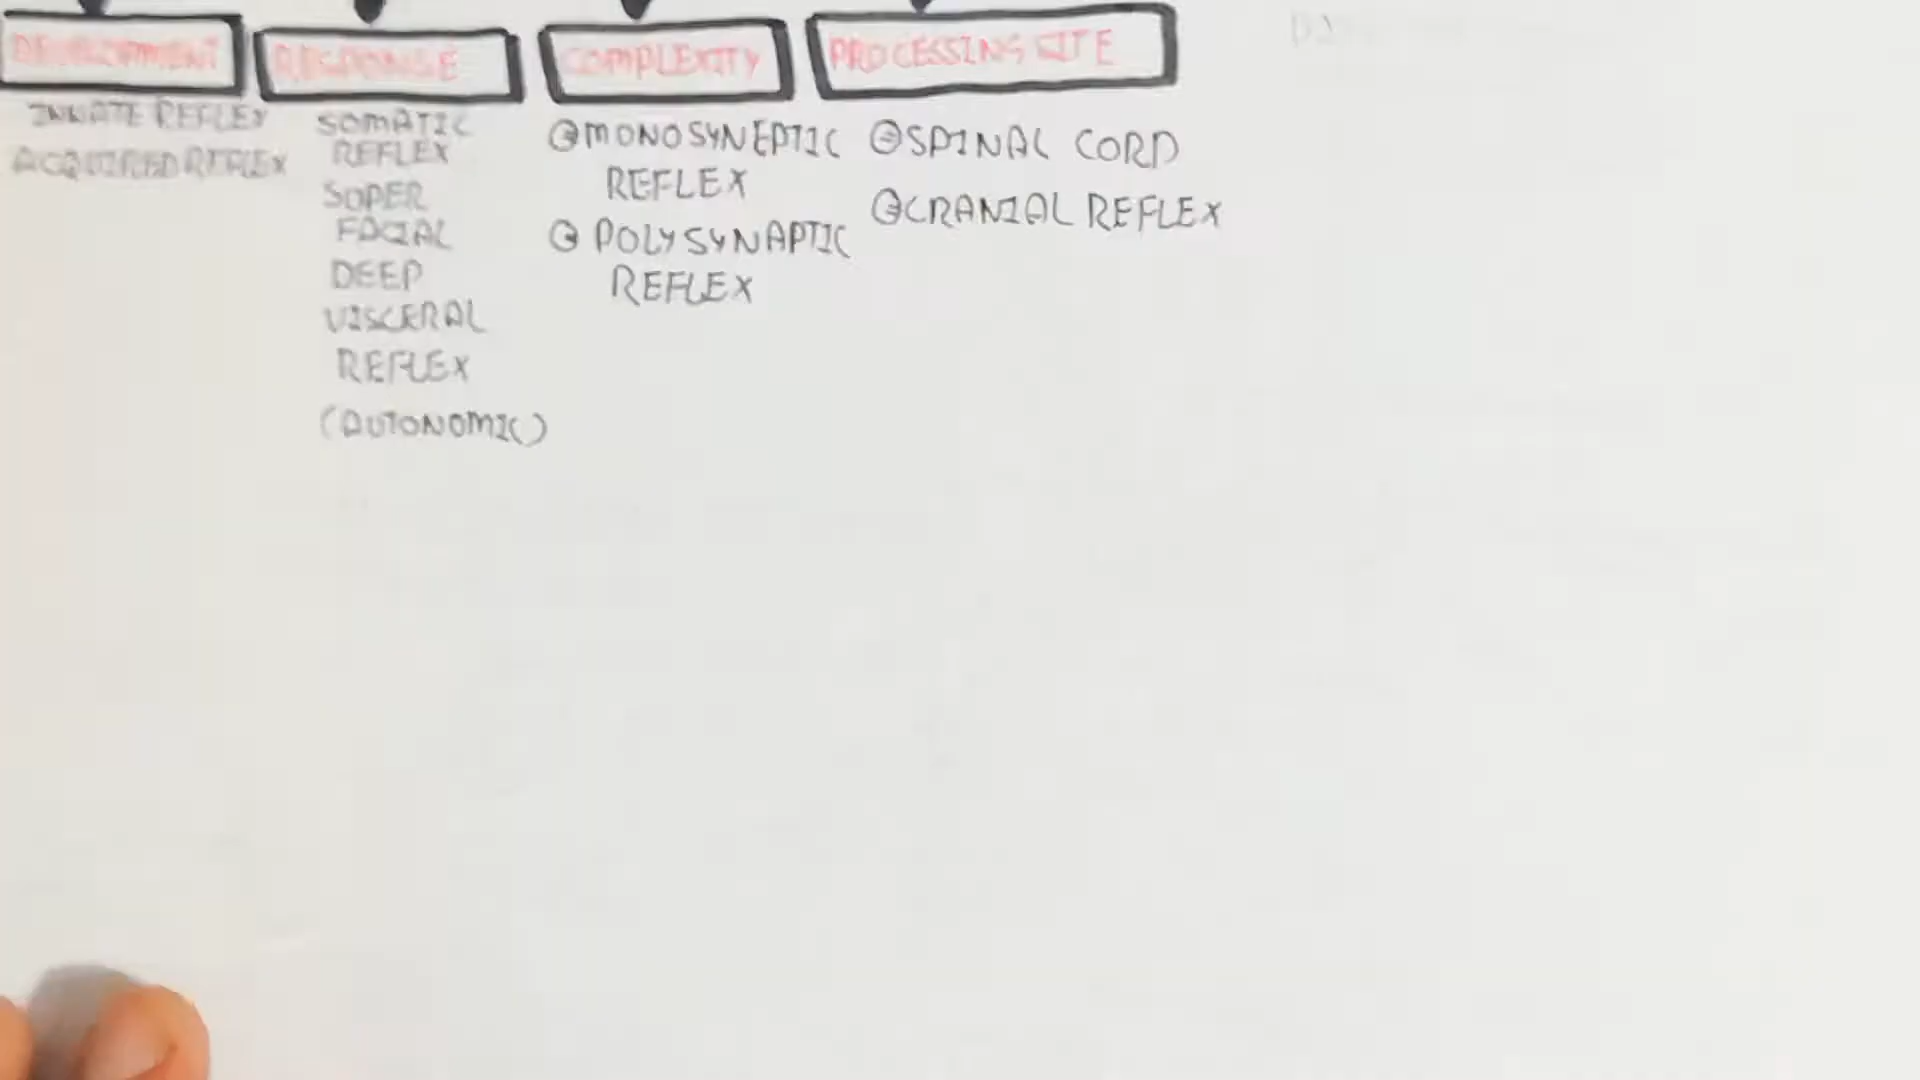 DEVELOPMENT
INNATE REFLEX
ACQUIRED REFLEX
RESPONSE
SOMATIC
REFLEX
SUPER
FACIAL
DEEP
VISCERAL
REFLEX
(AUTONOMIC)
COMPLEXITY
MONOSYNEPTIC
REFLEX
POLYSYNAPTIC
REFLEX
PROCESSING SITE
SPINAL CORD
CRANIAL REFLEX